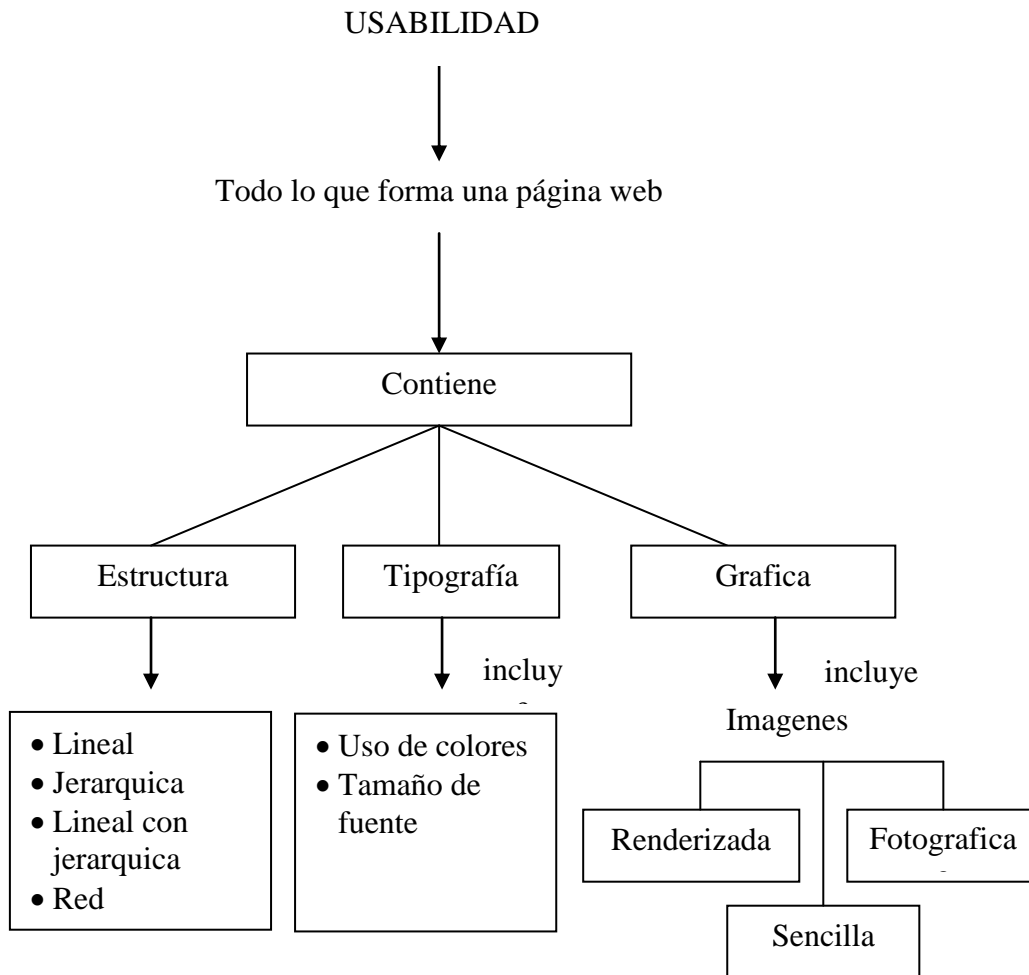 USABILIDAD
Todo lo que forma una página web
Contiene
Estructura
Tipografía
Grafica
incluy
incluye
• Lineal
• Jerarquica
• Lineal con
jerarquica
• Red
• Uso de colores
• Tamaño de
fuente
Imagenes
Renderizada
Fotografica
Sencilla